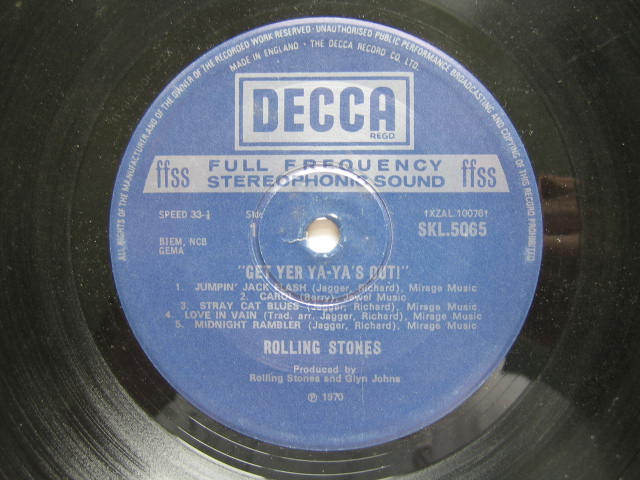 ALL RIGHTS OF THE MANUFACTURER AND OF THE OWNER OF THE RECORDED WORK RESERVED · UNAUTHORISED PUBLIC PERFORMANCE BROADCASTING AND COPYING OF THIS RECORD PROHIBITED
MADE IN ENGLAND · THE DECCA RECORD CO. LTD.
DECCA
REGD.
ffss FULL FREQUENCY ffss
STEREOPHONIC SOUND
SPEED 33⅓ Side 1XZAL.100781
1 SKL.5065
BIEM, NCB
GEMA
"GET YER YA-YA'S OUT!"
1. JUMPIN' JACK FLASH (Jagger, Richard), Mirage Music
2. CAROL (Berry), Jewel Music
3. STRAY CAT BLUES (Jagger, Richard), Mirage Music
4. LOVE IN VAIN (Trad. arr. Jagger, Richard), Mirage Music
5. MIDNIGHT RAMBLER (Jagger, Richard), Mirage Music
ROLLING STONES
Produced by
Rolling Stones and Glyn Johns
℗ 1970